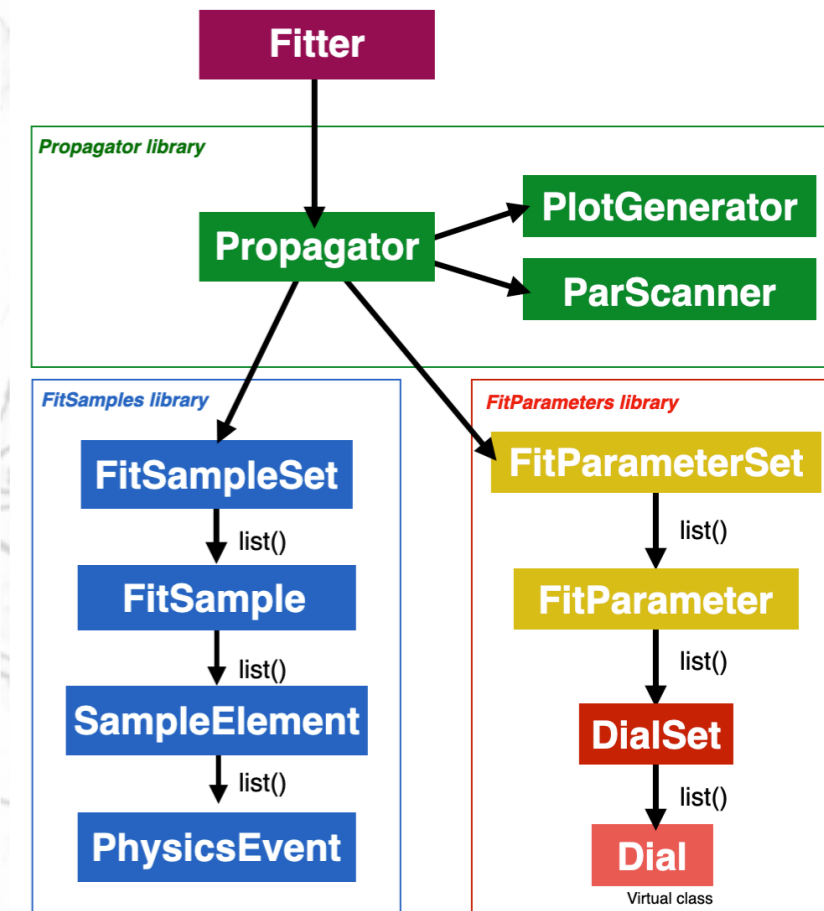 Fitter
Propagator library
PlotGenerator
Propagator
ParScanner
FitSamples library
FitParameters library
FitSampleSet
FitParameterSet
list()
list()
FitSample
FitParameter
list()
list()
SampleElement
DialSet
list()
list()
PhysicsEvent
Dial
Virtual class